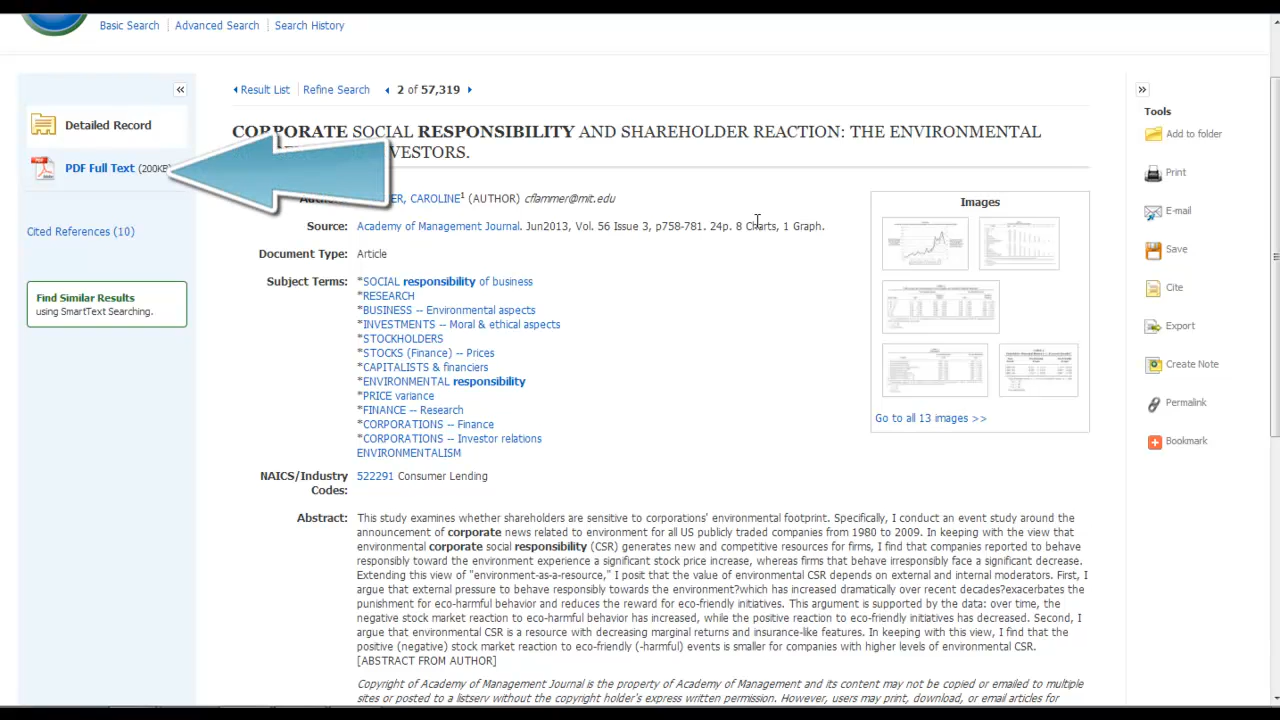 Basic Search
Advanced Search
Search History
Detailed Record
PDF Full Text (200KB)
Cited References (10)
Find Similar Results
using SmartText Searching.
Result List
Refine Search
2 of 57,319
CORPORATE SOCIAL RESPONSIBILITY AND SHAREHOLDER REACTION: THE ENVIRONMENTAL
INVESTORS.
CAROLINE1 (AUTHOR) cflammer@mit.edu
Source: Academy of Management Journal. Jun2013, Vol. 56 Issue 3, p758-781. 24p. 8 Charts, 1 Graph.
Document Type: Article
Subject Terms: *SOCIAL responsibility of business
*RESEARCH
*BUSINESS -- Environmental aspects
*INVESTMENTS -- Moral & ethical aspects
*STOCKHOLDERS
*STOCKS (Finance) -- Prices
*CAPITALISTS & financiers
*ENVIRONMENTAL responsibility
*PRICE variance
*FINANCE -- Research
*CORPORATIONS -- Finance
*CORPORATIONS -- Investor relations
ENVIRONMENTALISM
NAICS/Industry 522291 Consumer Lending
Codes:
Abstract: This study examines whether shareholders are sensitive to corporations' environmental footprint. Specifically, I conduct an event study around the
announcement of corporate news related to environment for all US publicly traded companies from 1980 to 2009. In keeping with the view that
environmental corporate social responsibility (CSR) generates new and competitive resources for firms, I find that companies reported to behave
responsibly toward the environment experience a significant stock price increase, whereas firms that behave irresponsibly face a significant decrease.
Extending this view of "environment-as-a-resource," I posit that the value of environmental CSR depends on external and internal moderators. First, I
argue that external pressure to behave responsibly towards the environment?which has increased dramatically over recent decades?exacerbates the
punishment for eco-harmful behavior and reduces the reward for eco-friendly initiatives. This argument is supported by the data: over time, the
negative stock market reaction to eco-harmful behavior has increased, while the positive reaction to eco-friendly initiatives has decreased. Second, I
argue that environmental CSR is a resource with decreasing marginal returns and insurance-like features. In keeping with this view, I find that the
positive (negative) stock market reaction to eco-friendly (-harmful) events is smaller for companies with higher levels of environmental CSR.
[ABSTRACT FROM AUTHOR]
Copyright of Academy of Management Journal is the property of Academy of Management and its content may not be copied or emailed to multiple
sites or posted to a listserv without the copyright holder's express written permission. However, users may print, download, or email articles for
Images
Go to all 13 images >>
Tools
Add to folder
Print
E-mail
Save
Cite
Export
Create Note
Permalink
Bookmark